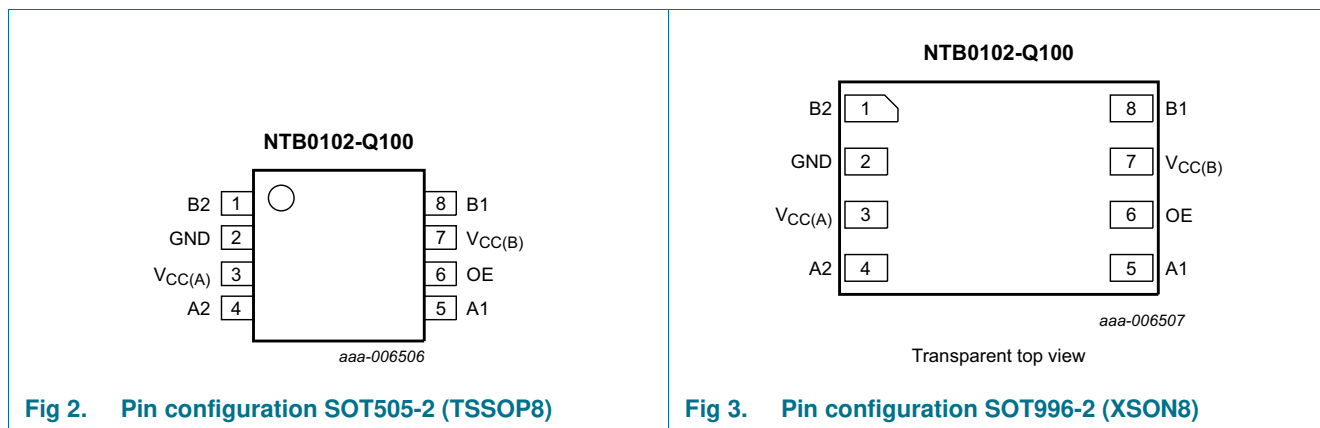 NTB0102-Q100
B2 1 8 B1
GND 2 7 VCC(B)
VCC(A) 3 6 OE
A2 4 5 A1
aaa-006506
Fig 2. Pin configuration SOT505-2 (TSSOP8)
NTB0102-Q100
B2 1 8 B1
GND 2 7 VCC(B)
VCC(A) 3 6 OE
A2 4 5 A1
aaa-006507
Transparent top view
Fig 3. Pin configuration SOT996-2 (XSON8)